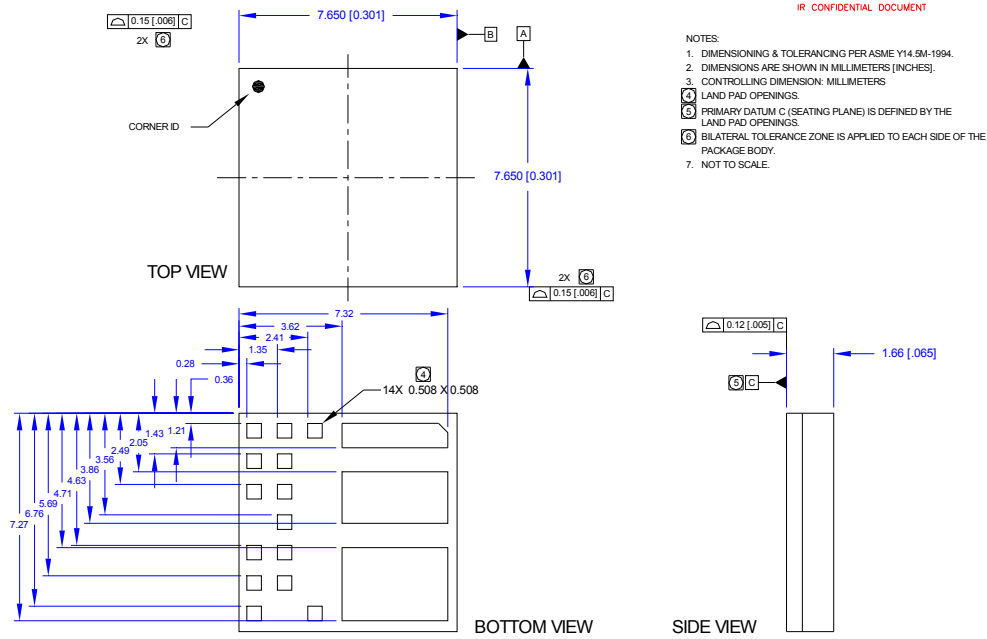 IR CONFIDENTIAL DOCUMENT
0.15 [.006] C
2X 6
7.650 [0.301]
B
A
CORNER ID
7.650 [0.301]
TOP VIEW
2X 6
0.15 [.006] C
NOTES:
1. DIMENSIONING & TOLERANCING PER ASME Y14.5M-1994.
2. DIMENSIONS ARE SHOWN IN MILLIMETERS [INCHES].
3. CONTROLLING DIMENSION: MILLIMETERS
4 LAND PAD OPENINGS.
5 PRIMARY DATUM C (SEATING PLANE) IS DEFINED BY THE
LAND PAD OPENINGS.
6 BILATERAL TOLERANCE ZONE IS APPLIED TO EACH SIDE OF THE
PACKAGE BODY.
7. NOT TO SCALE.
7.32
3.62
2.41
1.35
0.28
0.36
4
14X 0.508 X 0.508
1.43
1.21
2.05
2.49
3.56
3.86
4.63
4.71
5.69
6.76
7.27
BOTTOM VIEW
0.12 [.005] C
1.66 [.065]
5 C
SIDE VIEW